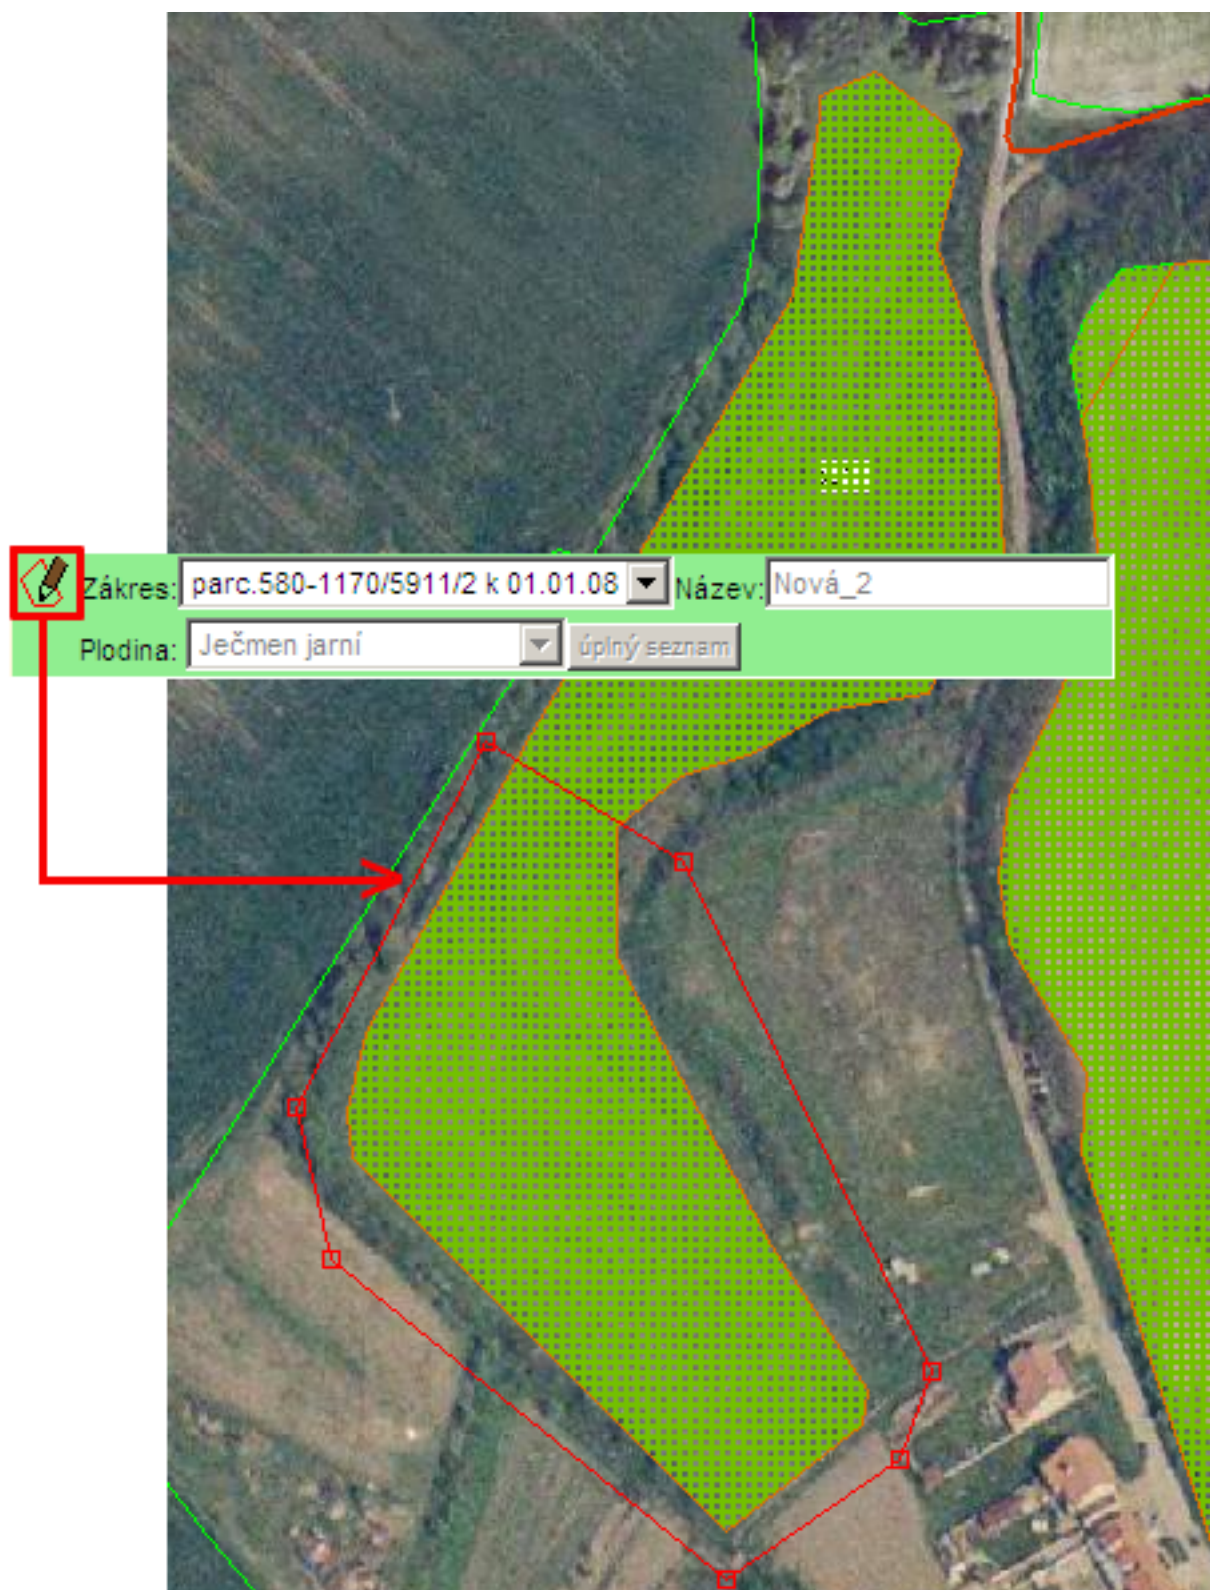 Zákres: parc.580-1170/5911/2 k 01.01.08 Název: Nová_2
Plodina: Ječmen jarní úplný seznam